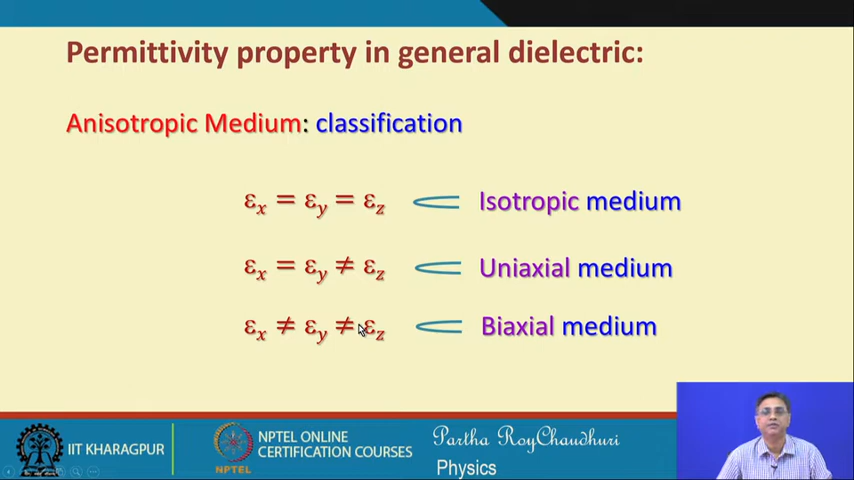 Permittivity property in general dielectric:
Anisotropic Medium: classification
εx = εy = εz ⊂ Isotropic medium
εx = εy ≠ εz ⊂ Uniaxial medium
εx ≠ εy ≠ εz ⊂ Biaxial medium
IIT KHARAGPUR
NPTEL
NPTEL ONLINE
CERTIFICATION COURSES
Partha RoyChaudhuri
Physics